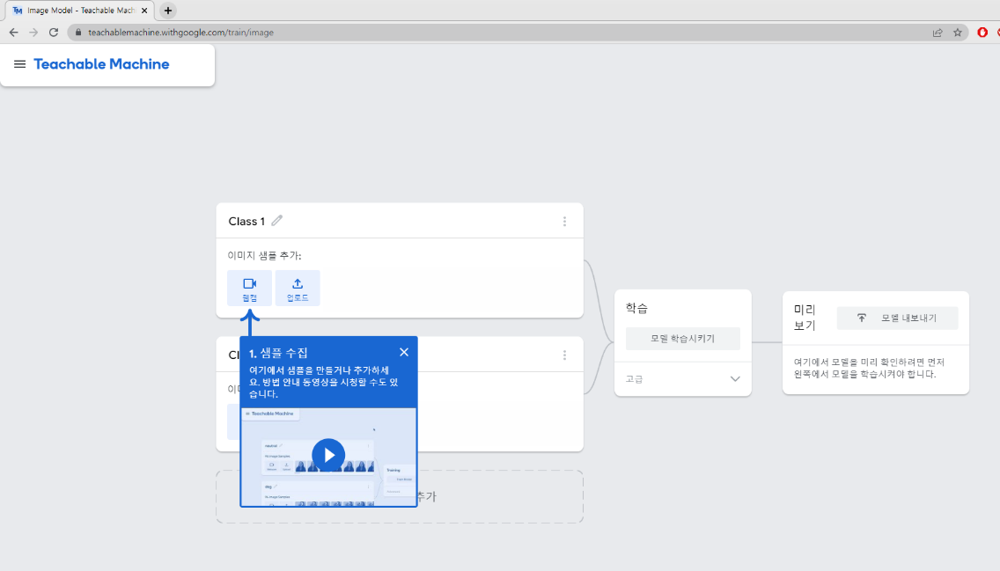 Image Model - Teachable Mach
teachablemachine.withgoogle.com/train/image
Teachable Machine
Class 1
이미지 샘플 추가:
웹캠
업로드
1. 샘플 수집
여기에서 샘플을 만들거나 추가하세
요. 방법 안내 동영상을 시청할 수도 있
습니다.
Teachable Machine
Training
추가
학습
모델 학습시키기
고급
미리
보기
모델 내보내기
여기에서 모델을 미리 확인하려면 먼저
왼쪽에서 모델을 학습시켜야 합니다.